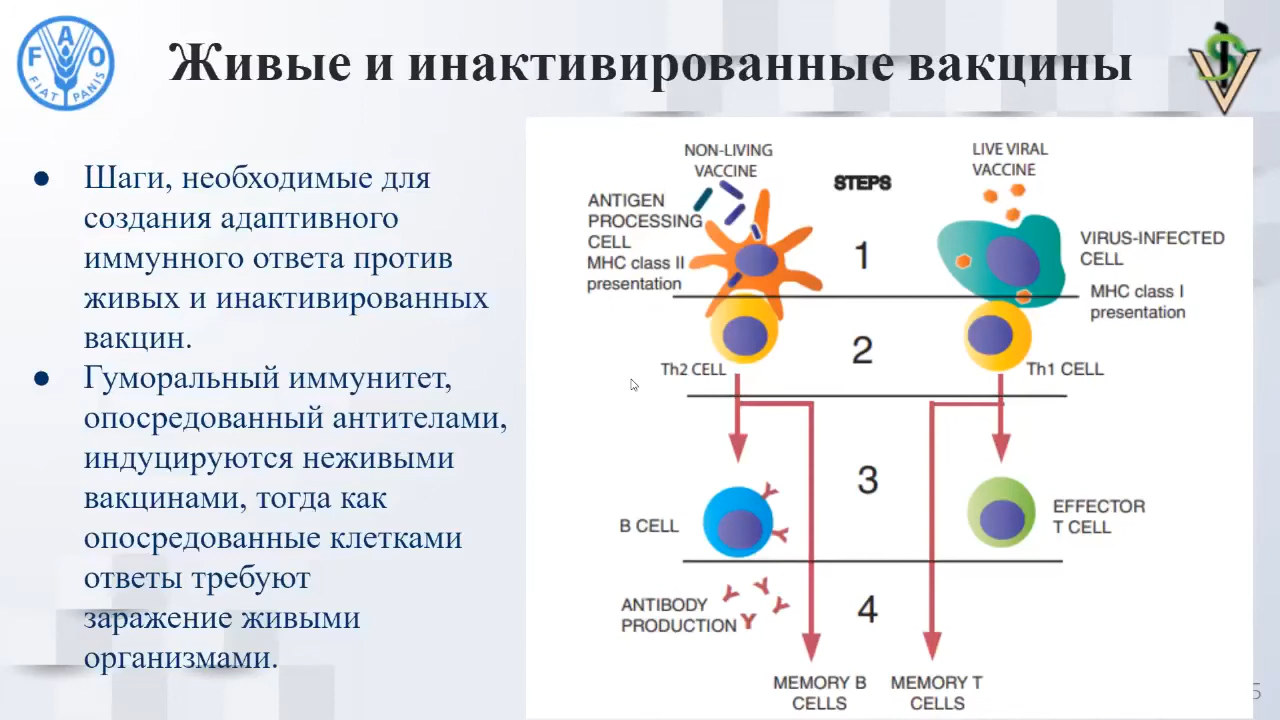 F A O
FIAT PANIS
Живые и инактивированные вакцины
● Шаги, необходимые для
создания адаптивного
иммунного ответа против
живых и инактивированных
вакцин.
● Гуморальный иммунитет,
опосредованный антителами,
индуцируются неживыми
вакцинами, тогда как
опосредованные клетками
ответы требуют
заражение живыми
организмами.
NON-LIVING
VACCINE
STEPS
LIVE VIRAL
VACCINE
ANTIGEN
PROCESSING
CELL
MHC class II
presentation
1
VIRUS-INFECTED
CELL
MHC class I
presentation
2
Th2 CELL
Th1 CELL
3
B CELL
EFFECTOR
T CELL
ANTIBODY
PRODUCTION
4
MEMORY B
CELLS
MEMORY T
CELLS
5